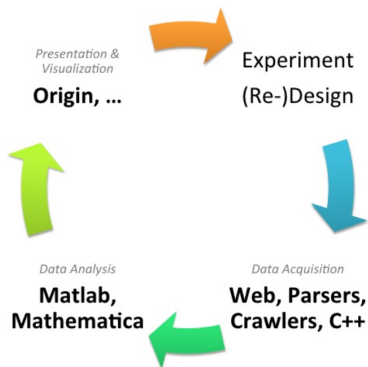 Presentation &
Visualization
Origin, …
Experiment
(Re-)Design
Data Analysis
Matlab,
Mathematica
Data Acquisition
Web, Parsers,
Crawlers, C++